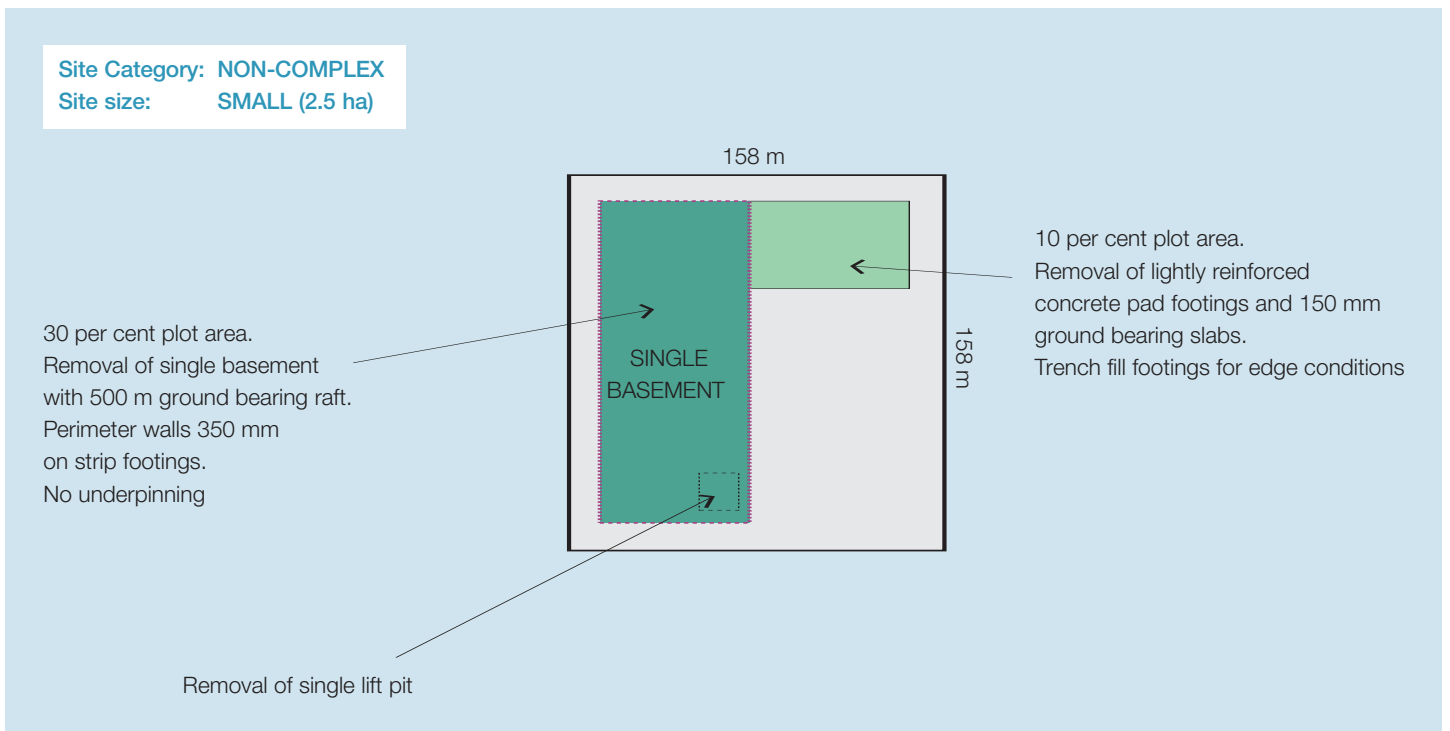 Site Category: NON-COMPLEX
Site size: SMALL (2.5 ha)
158 m
158 m
30 per cent plot area.
Removal of single basement
with 500 m ground bearing raft.
Perimeter walls 350 mm
on strip footings.
No underpinning
SINGLE
BASEMENT
10 per cent plot area.
Removal of lightly reinforced
concrete pad footings and 150 mm
ground bearing slabs.
Trench fill footings for edge conditions
Removal of single lift pit